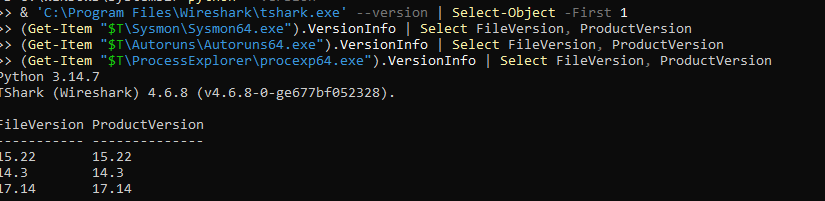 >> & 'C:\Program Files\Wireshark\tshark.exe' --version | Select-Object -First 1
>> (Get-Item "$T\Sysmon\Sysmon64.exe").VersionInfo | Select FileVersion, ProductVersion
>> (Get-Item "$T\Autoruns\Autoruns64.exe").VersionInfo | Select FileVersion, ProductVersion
>> (Get-Item "$T\ProcessExplorer\procexp64.exe").VersionInfo | Select FileVersion, ProductVersion
Python 3.14.7
TShark (Wireshark) 4.6.8 (v4.6.8-0-ge677bf052328).
FileVersion ProductVersion
----------- --------------
15.22 15.22
14.3 14.3
17.14 17.14